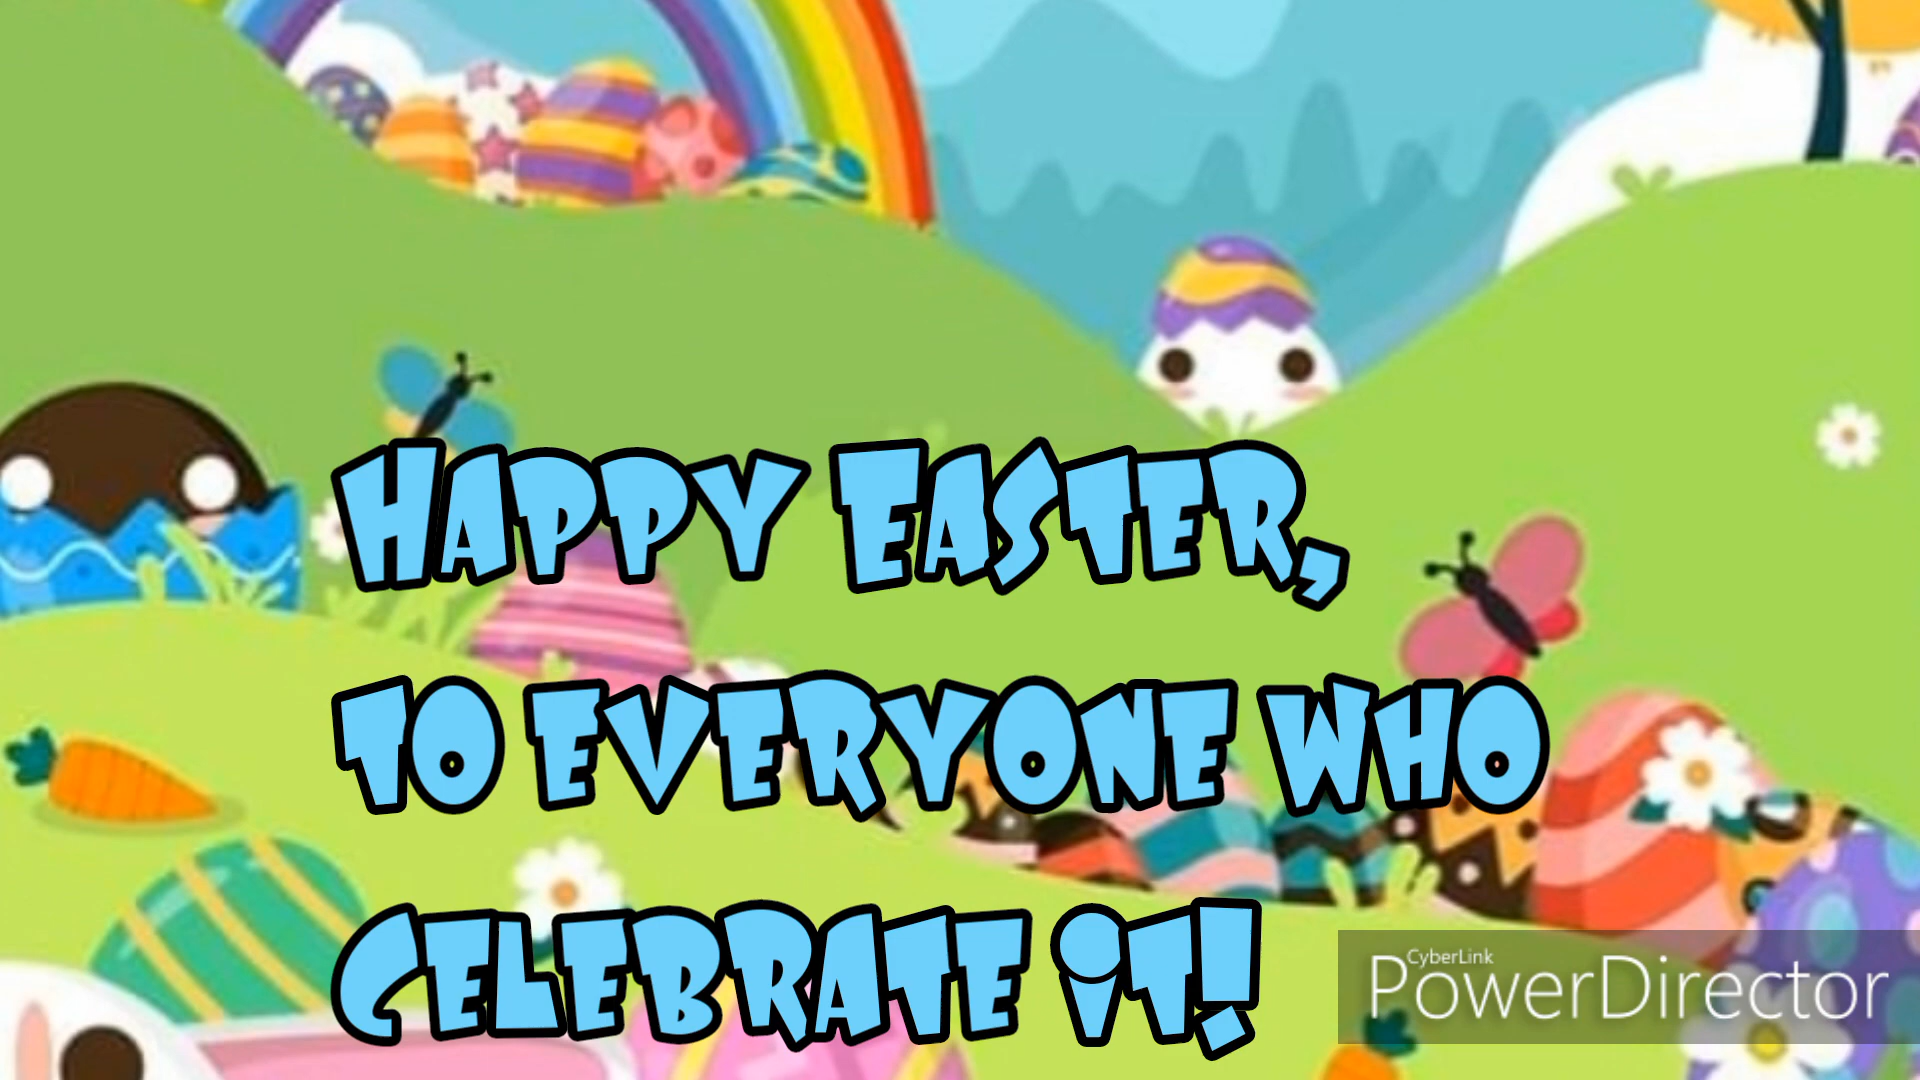 Happy Easter,
to everyone who
celebrate it!
CyberLink
PowerDirector